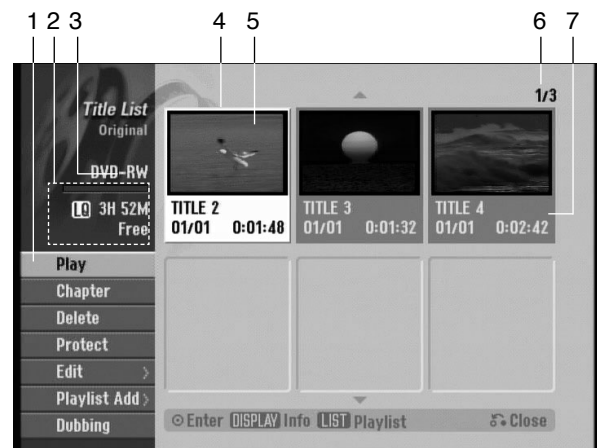 1 2 3 4 5 6 7
1/3
Title List
Original
DVD-RW
LQ 3H 52M
Free
TITLE 2
01/01 0:01:48
TITLE 3
01/01 0:01:32
TITLE 4
01/01 0:02:42
Play
Chapter
Delete
Protect
Edit >
Playlist Add >
Dubbing
⊙ Enter DISPLAY Info LIST Playlist Close